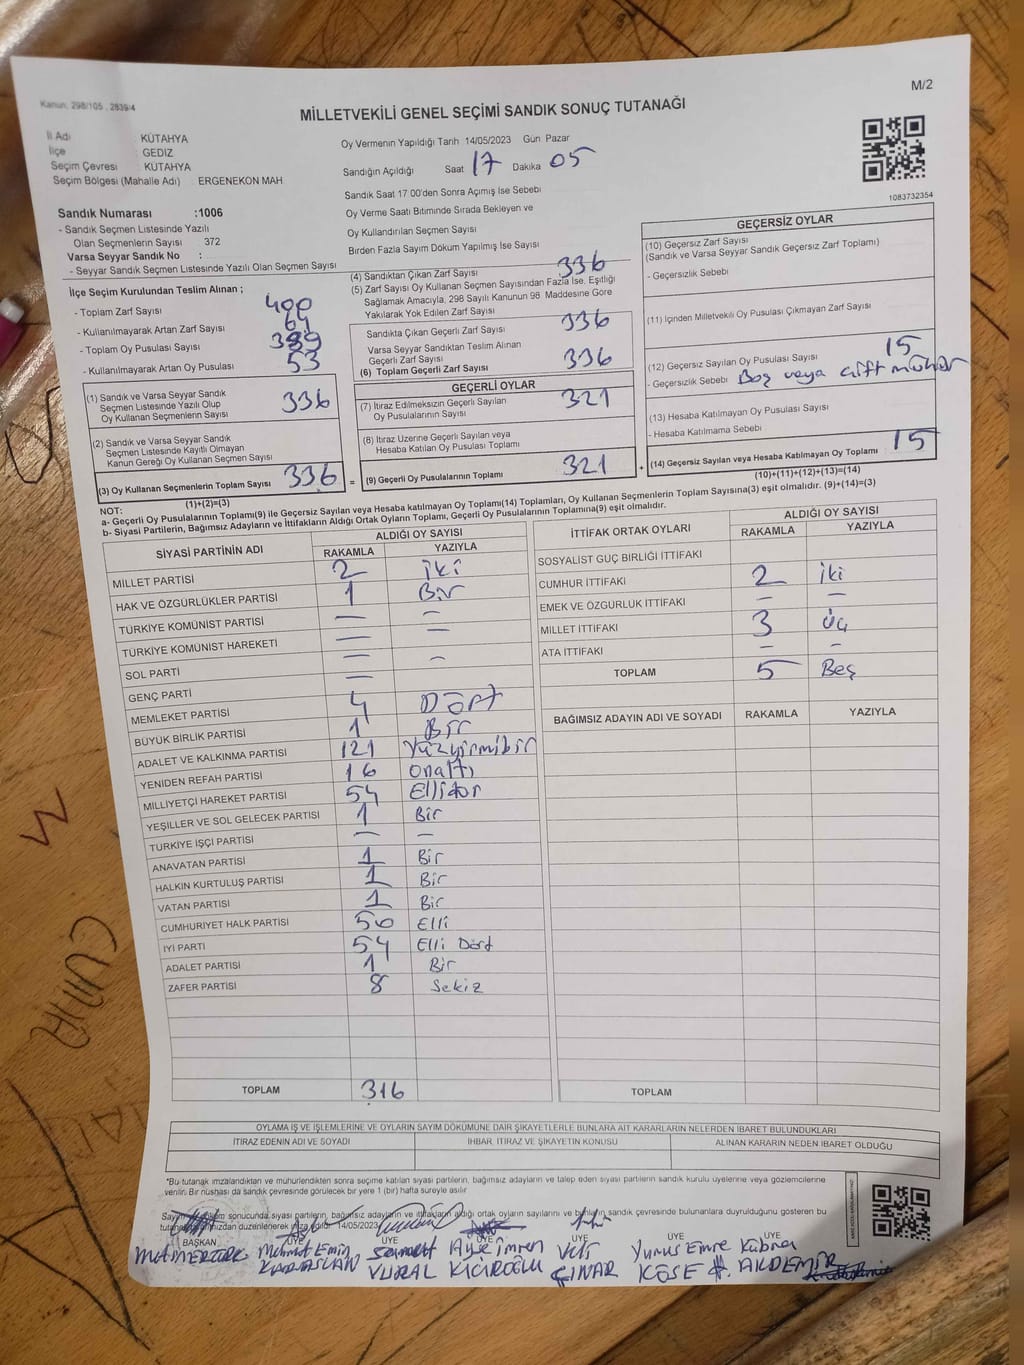 Kanun: 298/105 , 2839/4
M/2
MİLLETVEKİLİ GENEL SEÇİMİ SANDIK SONUÇ TUTANAĞI
İl Adı : KÜTAHYA
İlçe : GEDİZ
Seçim Çevresi : KÜTAHYA
Seçim Bölgesi (Mahalle Adı) : ERGENEKON MAH
Oy Vermenin Yapıldığı Tarih 14/05/2023 Gün Pazar
Sandığın Açıldığı Saat 17 Dakika 05
Sandık Saat 17:00'den Sonra Açımış İse Sebebi
Oy Verme Saati Bitiminde Sırada Bekleyen ve
Oy Kullandırılan Seçmen Sayısı
Birden Fazla Sayım Döküm Yapılmış İse Sayısı
1083732354
Sandık Numarası :1006
- Sandık Seçmen Listesinde Yazılı
Olan Seçmenlerin Sayısı 372
Varsa Seyyar Sandık No :
- Seyyar Sandık Seçmen Listesinde Yazılı Olan Seçmen Sayısı
İlçe Seçim Kurulundan Teslim Alınan ;
- Toplam Zarf Sayısı 400
- Kullanılmayarak Artan Zarf Sayısı 64
- Toplam Oy Pusulası Sayısı 389
- Kullanılmayarak Artan Oy Pusulası 53
(1) Sandık ve Varsa Seyyar Sandık
Seçmen Listesinde Yazılı Olup
Oy Kullanan Seçmenlerin Sayısı 336
(2) Sandık ve Varsa Seyyar Sandık
Seçmen Listesinde Kayıtlı Olmayan
Kanun Gereği Oy Kullanan Seçmen Sayısı
(3) Oy Kullanan Seçmenlerin Toplam Sayısı 336 =
(1)+(2)=(3)
(4) Sandıktan Çıkan Zarf Sayısı 336
(5) Zarf Sayısı Oy Kullanan Seçmen Sayısından Fazla İse, Eşitliği
Sağlamak Amacıyla, 298 Sayılı Kanunun 98. Maddesine Göre
Yakılarak Yok Edilen Zarf Sayısı
Sandıkta Çıkan Geçerli Zarf Sayısı 336
Varsa Seyyar Sandıktan Teslim Alınan
Geçerli Zarf Sayısı
(6) Toplam Geçerli Zarf Sayısı 336
GEÇERLİ OYLAR
(7) İtiraz Edilmeksizin Geçerli Sayılan
Oy Pusulalarının Sayısı 321
(8) İtiraz Üzerine Geçerli Sayılan veya
Hesaba Katılan Oy Pusulası Toplamı
(9) Geçerli Oy Pusulalarının Toplamı 321 +
GEÇERSİZ OYLAR
(10) Geçersiz Zarf Sayısı
(Sandık ve Varsa Seyyar Sandık Geçersiz Zarf Toplamı)
- Geçersizlik Sebebi
(11) İçinden Milletvekili Oy Pusulası Çıkmayan Zarf Sayısı
(12) Geçersiz Sayılan Oy Pusulası Sayısı 15
- Geçersizlik Sebebi Boş veya çift mühür
(13) Hesaba Katılmayan Oy Pusulası Sayısı
- Hesaba Katılmama Sebebi
(14) Geçersiz Sayılan veya Hesaba Katılmayan Oy Toplamı 15
(10)+(11)+(12)+(13)=(14)
NOT:
a- Geçerli Oy Pusulalarının Toplamı(9) ile Geçersiz Sayılan veya Hesaba katılmayan Oy Toplamı(14) Toplamları, Oy Kullanan Seçmenlerin Toplam Sayısına(3) eşit olmalıdır. (9)+(14)=(3)
b- Siyasi Partilerin, Bağımsız Adayların ve İttifakların Aldığı Ortak Oyların Toplamı, Geçerli Oy Pusulalarının Toplamına(9) eşit olmalıdır.
SİYASİ PARTİNİN ADI ALDIĞI OY SAYISI
RAKAMLA YAZIYLA
MİLLET PARTİSİ 2 iki
HAK VE ÖZGÜRLÜKLER PARTİSİ 1 Bir
TÜRKİYE KOMÜNİST PARTİSİ — —
TÜRKİYE KOMÜNİST HAREKETİ — —
SOL PARTİ — —
GENÇ PARTİ —
MEMLEKET PARTİSİ 4 Dört
BÜYÜK BİRLİK PARTİSİ 1 Bir
ADALET VE KALKINMA PARTİSİ 121 Yüzyirmibir
YENİDEN REFAH PARTİSİ 16 Onaltı
MİLLİYETÇİ HAREKET PARTİSİ 54 Ellidör
YEŞİLLER VE SOL GELECEK PARTİSİ 1 Bir
TÜRKİYE İŞÇİ PARTİSİ — —
ANAVATAN PARTİSİ 1 Bir
HALKIN KURTULUŞ PARTİSİ 1 Bir
VATAN PARTİSİ 1 Bir
CUMHURİYET HALK PARTİSİ 50 Elli
İYİ PARTİ 54 Elli Dört
ADALET PARTİSİ 1 Bir
ZAFER PARTİSİ 8 Sekiz
TOPLAM 316
İTTİFAK ORTAK OYLARI ALDIĞI OY SAYISI
RAKAMLA YAZIYLA
SOSYALİST GÜÇ BİRLİĞİ İTTİFAKI
CUMHUR İTTİFAKI 2 İki
EMEK VE ÖZGÜRLÜK İTTİFAKI — —
MİLLET İTTİFAKI 3 Üç
ATA İTTİFAKI — —
TOPLAM 5 Beş
BAĞIMSIZ ADAYIN ADI VE SOYADI RAKAMLA YAZIYLA
TOPLAM
OYLAMA İŞ VE İŞLEMLERİNE VE OYLARIN SAYIM DÖKÜMÜNE DAİR ŞİKAYETLERLE BUNLARA AİT KARARLARIN NELERDEN İBARET BULUNDUKLARI
İTİRAZ EDENİN ADI VE SOYADI İHBAR, İTİRAZ VE ŞİKAYETİN KONUSU ALINAN KARARIN NEDEN İBARET OLDUĞU
*Bu tutanak imzalandıktan ve mühürlendikten sonra seçime katılan siyasi partilerin, bağımsız adayların ve talep eden siyasi partilerin sandık kurulu üyelerine veya gözlemcilerine
verilir. Bir nüshası da sandık çevresinde görülecek bir yere 1 (bir) hafta süreyle asılır
sonucunda siyasi partilerin, bağımsız adayların ve ittifakların aldığı ortak oyların sayılarını ve sandık çevresinde bulunanlara duyrulduğunu gösteren bu
düzenlenerek imza edildi. 14/05/2023
BAŞKAN ÜYE ÜYE ÜYE ÜYE ÜYE ÜYE
Mehmet Emin KARAASLAN
VURAL
Ayşe imren KICIROĞLU
ÇINAR
Yunus Emre KÖSE
Kübra AKDEMİR